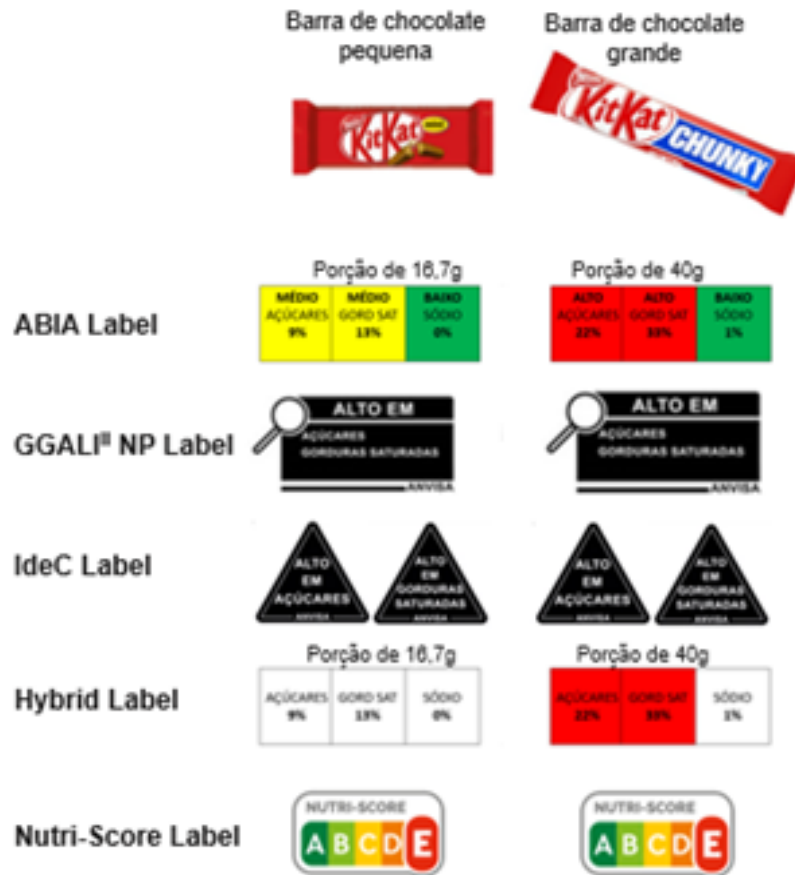 Barra de chocolate
pequena
Barra de chocolate
grande
KitKat
KitKat CHUNKY
ABIA Label
Porção de 16,7g
MÉDIO
AÇÚCARES
9%
MÉDIO
GORD SAT
13%
BAIXO
SÓDIO
0%
Porção de 40g
ALTO
AÇÚCARES
22%
ALTO
GORD SAT
33%
BAIXO
SÓDIO
1%
GGALI" NP Label
ALTO EM
AÇÚCARES
GORDURAS SATURADAS
ANVISA
ALTO EM
AÇÚCARES
GORDURAS SATURADAS
ANVISA
IdeC Label
ALTO
EM
AÇÚCARES
ANVISA
ALTO
EM
GORDURAS
SATURADAS
ANVISA
ALTO
EM
AÇÚCARES
ANVISA
ALTO
EM
GORDURAS
SATURADAS
ANVISA
Hybrid Label
Porção de 16,7g
AÇÚCARES
9%
GORD SAT
13%
SÓDIO
0%
Porção de 40g
AÇÚCARES
22%
GORD SAT
33%
SÓDIO
1%
Nutri-Score Label
NUTRI-SCORE
A B C D E
NUTRI-SCORE
A B C D E